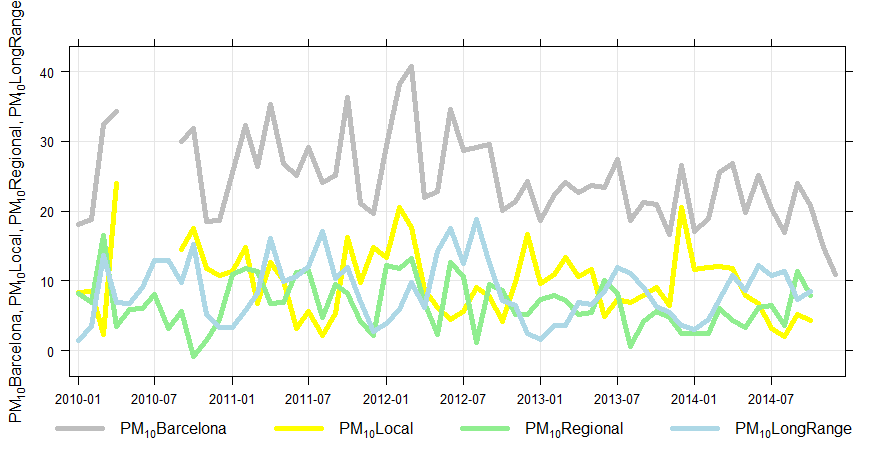 PM10Barcelona, PM10Local, PM10Regional, PM10LongRange
40
30
20
10
0
2010-01 2010-07 2011-01 2011-07 2012-01 2012-07 2013-01 2013-07 2014-01 2014-07
PM10Barcelona PM10Local PM10Regional PM10LongRange